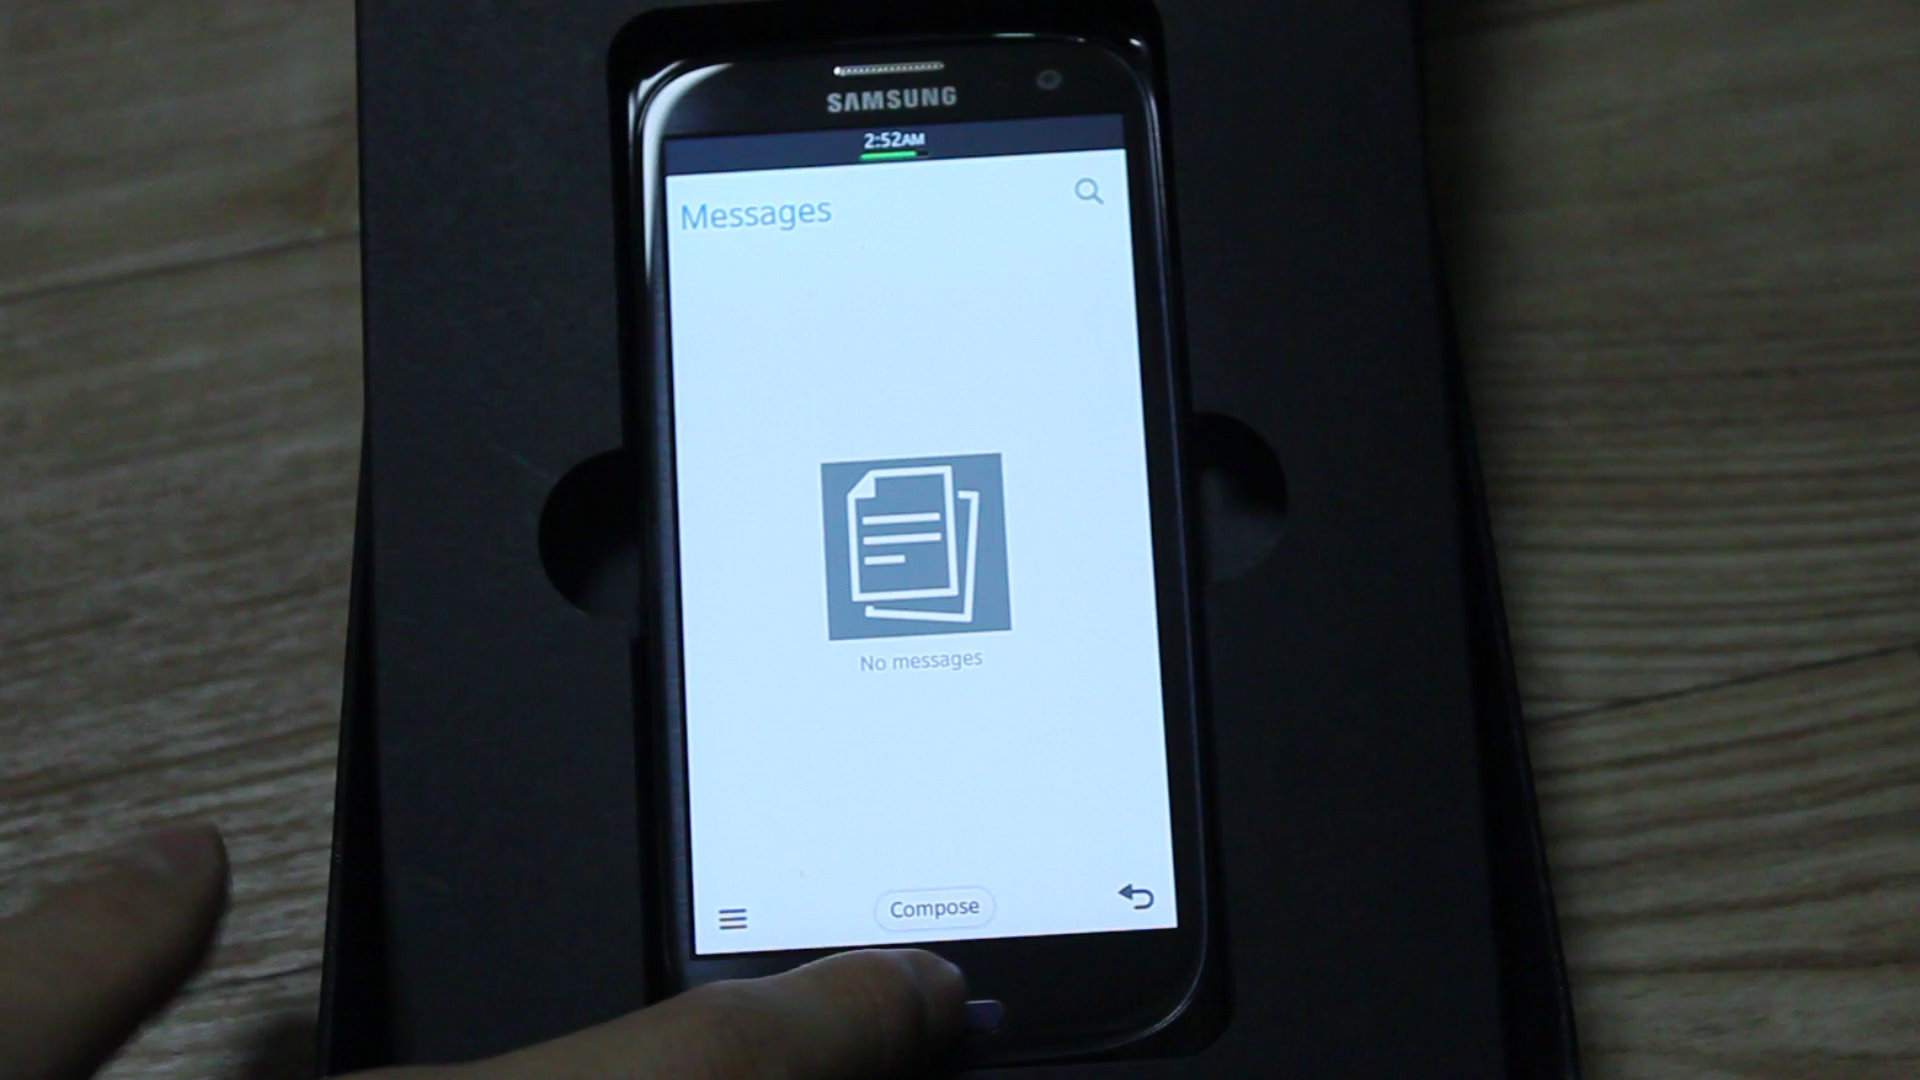 SAMSUNG
2:52AM
Messages
No messages
Compose